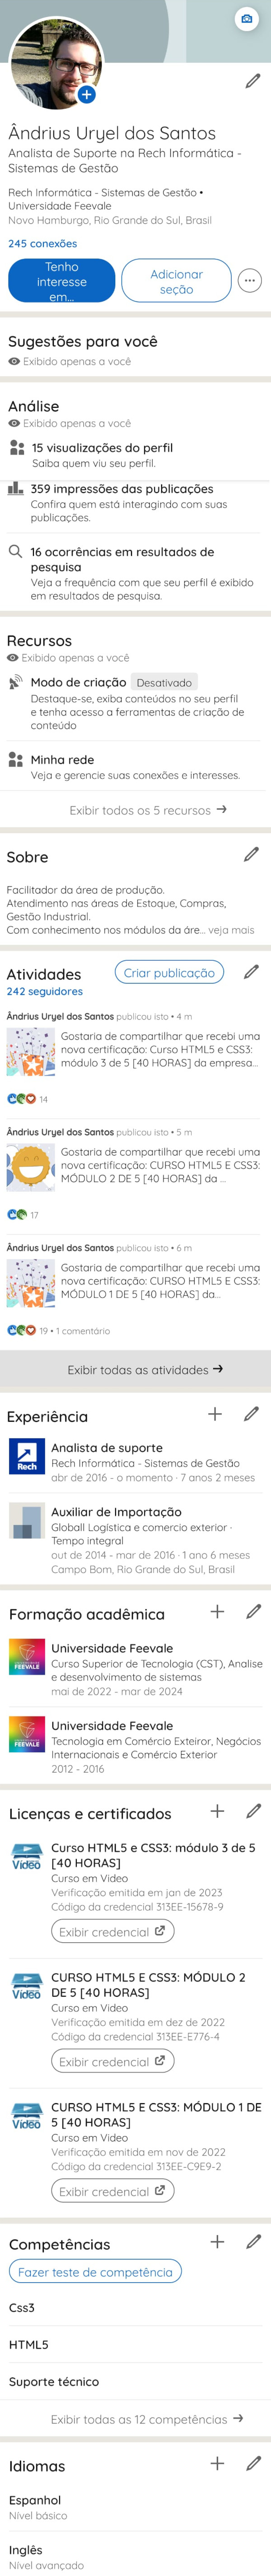 Ândrius Uryel dos Santos
Analista de Suporte na Rech Informática -
Sistemas de Gestão
Rech Informática - Sistemas de Gestão •
Universidade Feevale
Novo Hamburgo, Rio Grande do Sul, Brasil
245 conexões
Tenho
interesse
em...
Adicionar
seção
Sugestões para você
Exibido apenas a você
Análise
Exibido apenas a você
15 visualizações do perfil
Saiba quem viu seu perfil.
359 impressões das publicações
Confira quem está interagindo com suas
publicações.
16 ocorrências em resultados de
pesquisa
Veja a frequência com que seu perfil é exibido
em resultados de pesquisa.
Recursos
Exibido apenas a você
Modo de criação Desativado
Destaque-se, exiba conteúdos no seu perfil
e tenha acesso a ferramentas de criação de
conteúdo
Minha rede
Veja e gerencie suas conexões e interesses.
Exibir todos os 5 recursos →
Sobre
Facilitador da área de produção.
Atendimento nas áreas de Estoque, Compras,
Gestão Industrial.
Com conhecimento nos módulos da áre... veja mais
Atividades
Criar publicação
242 seguidores
Ândrius Uryel dos Santos publicou isto • 4 m
Gostaria de compartilhar que recebi uma
nova certificação: Curso HTML5 e CSS3:
módulo 3 de 5 [40 HORAS] da empresa...
14
Ândrius Uryel dos Santos publicou isto • 5 m
Gostaria de compartilhar que recebi uma
nova certificação: CURSO HTML5 E CSS3:
MÓDULO 2 DE 5 [40 HORAS] da ...
17
Ândrius Uryel dos Santos publicou isto • 6 m
Gostaria de compartilhar que recebi uma
nova certificação: CURSO HTML5 E CSS3:
MÓDULO 1 DE 5 [40 HORAS] da...
19 • 1 comentário
Exibir todas as atividades →
Experiência
Rech
Analista de suporte
Rech Informática - Sistemas de Gestão
abr de 2016 - o momento · 7 anos 2 meses
Auxiliar de Importação
Globall Logística e comercio exterior ·
Tempo integral
out de 2014 - mar de 2016 · 1 ano 6 meses
Campo Bom, Rio Grande do Sul, Brasil
Formação acadêmica
FEEVALE
Universidade Feevale
Curso Superior de Tecnologia (CST), Analise
e desenvolvimento de sistemas
mai de 2022 - mar de 2024
FEEVALE
Universidade Feevale
Tecnologia em Comércio Exteiror, Negócios
Internacionais e Comércio Exterior
2012 - 2016
Licenças e certificados
Vídeo
Curso HTML5 e CSS3: módulo 3 de 5
[40 HORAS]
Curso em Video
Verificação emitida em jan de 2023
Código da credencial 313EE-15678-9
Exibir credencial
Vídeo
CURSO HTML5 E CSS3: MÓDULO 2
DE 5 [40 HORAS]
Curso em Video
Verificação emitida em dez de 2022
Código da credencial 313EE-E776-4
Exibir credencial
Vídeo
CURSO HTML5 E CSS3: MÓDULO 1 DE
5 [40 HORAS]
Curso em Video
Verificação emitida em nov de 2022
Código da credencial 313EE-C9E9-2
Exibir credencial
Competências
Fazer teste de competência
Css3
HTML5
Suporte técnico
Exibir todas as 12 competências →
Idiomas
Espanhol
Nível básico
Inglês
Nível avançado